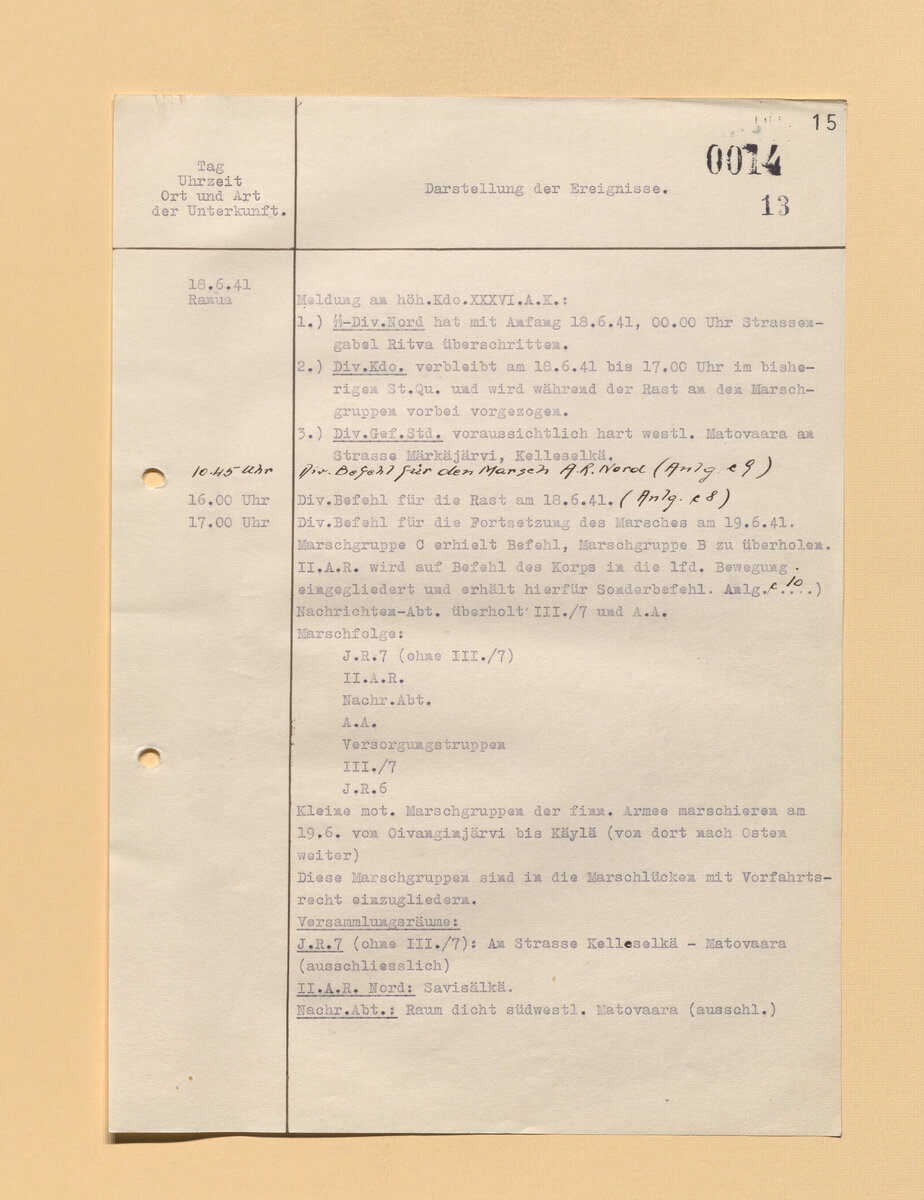 15
0014
13
Tag
Uhrzeit
Ort und Art
der Unterkunft.
Darstellung der Ereignisse.
18.6.41
Ranua
Meldung an höh.Kdo.XXXVI.A.K.:
1.) ᛋᛋ-Div.Nord hat mit Anfang 18.6.41, 00.00 Uhr Strassen-
gabel Ritva überschritten.
2.) Div.Kdo. verbleibt am 18.6.41 bis 17.00 Uhr im bishe-
rigen St.Qu. und wird während der Rast an den Marsch-
gruppen vorbei vorgezogen.
3.) Div.Gef.Std. voraussichtlich hart westl. Matovaara an
Strasse Märkäjärvi, Kelleselkä.
10.45 Uhr Div. Befehl für den Marsch A.R. Nord (Anlg. c 9)
16.00 Uhr Div.Befehl für die Rast am 18.6.41. (Anlg. c 8)
17.00 Uhr Div.Befehl für die Fortsetzung des Marsches am 19.6.41.
Marschgruppe C erhielt Befehl, Marschgruppe B zu überholen.
II.A.R. wird auf Befehl des Korps in die lfd. Bewegung
eingegliedert und erhält hierfür Sonderbefehl. Anlg. c 10...)
Nachrichten-Abt. überholt III./7 und A.A.
Marschfolge:
J.R.7 (ohne III./7)
II.A.R.
Nachr.Abt.
A.A.
Versorgungstruppen
III./7
J.R.6
Kleine mot. Marschgruppen der finn. Armee marschieren am
19.6. von Oivanginjärvi bis Käylä (von dort nach Osten
weiter)
Diese Marschgruppen sind in die Marschlücken mit Vorfahrts-
recht einzugliedern.
Versammlungsräume:
J.R.7 (ohne III./7): An Strasse Kelleselkä - Matovaara
(ausschliesslich)
II.A.R. Nord: Savisälkä.
Nachr.Abt.: Raum dicht südwestl. Matovaara (ausschl.)